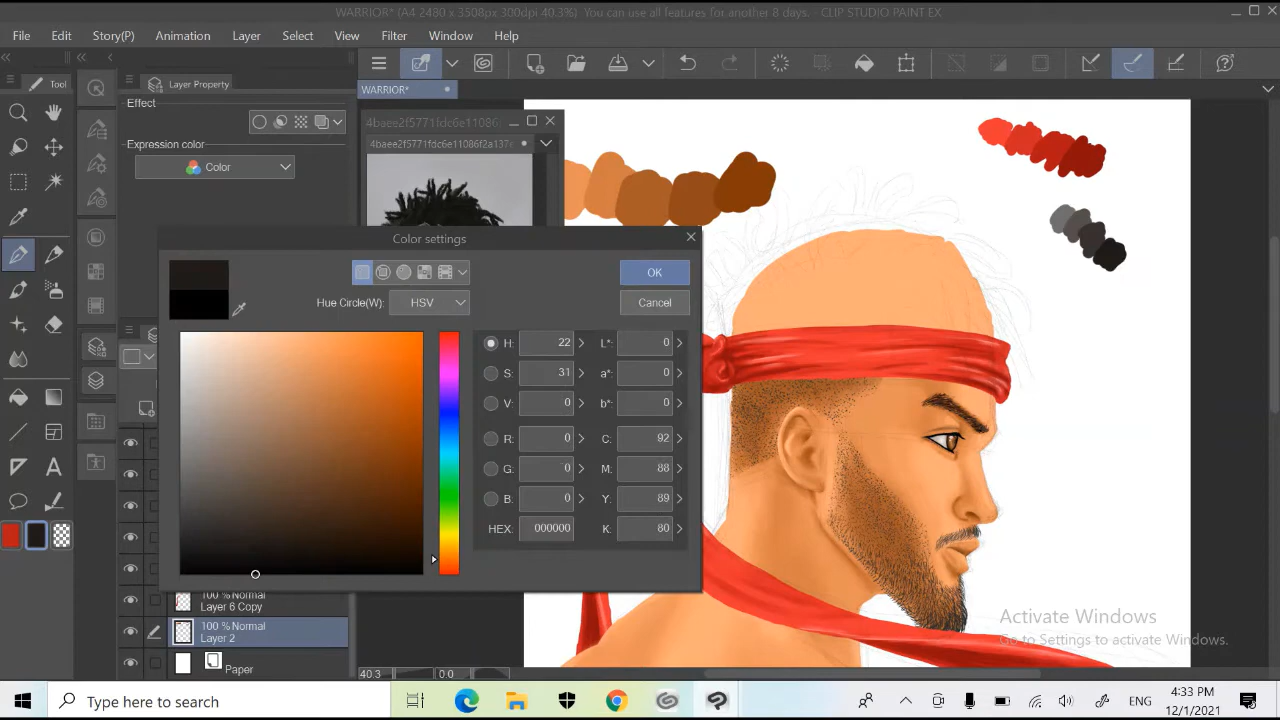 WARRIOR* (A4 2480 x 3508px 300dpi 40.3%) You can use all features for another 8 days. - CLIP STUDIO PAINT EX
File Edit Story(P) Animation Layer Select View Filter Window Help
Tool
Layer Property
WARRIOR*
Effect
4baee2f5771fdc6e11086f
Expression color
4baee2f5771fdc6e11086f2a137e
Color
Color settings
OK
Hue Circle(W): HSV
Cancel
H: 22 L*: 0
S: 31 a*: 0
V: 0 b*: 0
R: 0 C: 92
G: 0 M: 88
B: 0 Y: 89
HEX: 000000 K: 80
100 % Normal
Layer 6 Copy
100 % Normal
Layer 2
Paper
Activate Windows
Go to Settings to activate Windows.
40.3 0.0
Type here to search
ENG
4:33 PM
12/1/2021